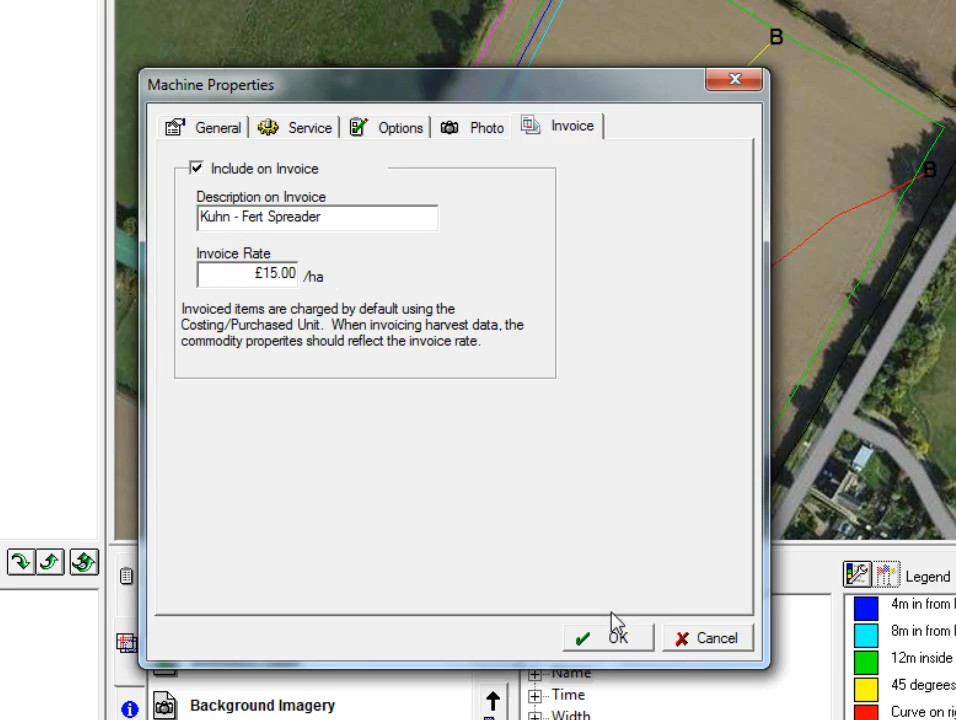 B
Machine Properties
General
Service
Options
Photo
Invoice
B
Include on Invoice
Description on Invoice
Kuhn - Fert Spreader
Invoice Rate
£15.00 /ha
Invoiced items are charged by default using the
Costing/Purchased Unit. When invoicing harvest data, the
commodity properites should reflect the invoice rate.
Legend
4m in from
8m in from
OK
Cancel
12m inside
Name
45 degrees
Time
Background Imagery
Curve on
Width